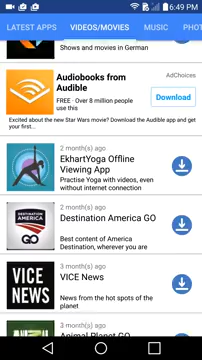 6:49 PM
LATEST APPS
VIDEOS/MOVIES
MUSIC
PHOT
Shows and movies in German
Audiobooks from
Audible
AdChoices
FREE · Over 8 million
people use this
Download
Excited about the new Star Wars movie? Download the Audible app and get
your first...
2 month(s) ago
EkhartYoga Offline
Viewing App
Practise Yoga with videos, even
without internet connection
2 month(s) ago
DESTINATION
AMERICA
GO
Destination America GO
Best content of America
Destination, wherever you are
3 month(s) ago
VICE
NEWS
VICE News
News from the hot spots of the
planet
3 month(s) ago
Animal Planet GO